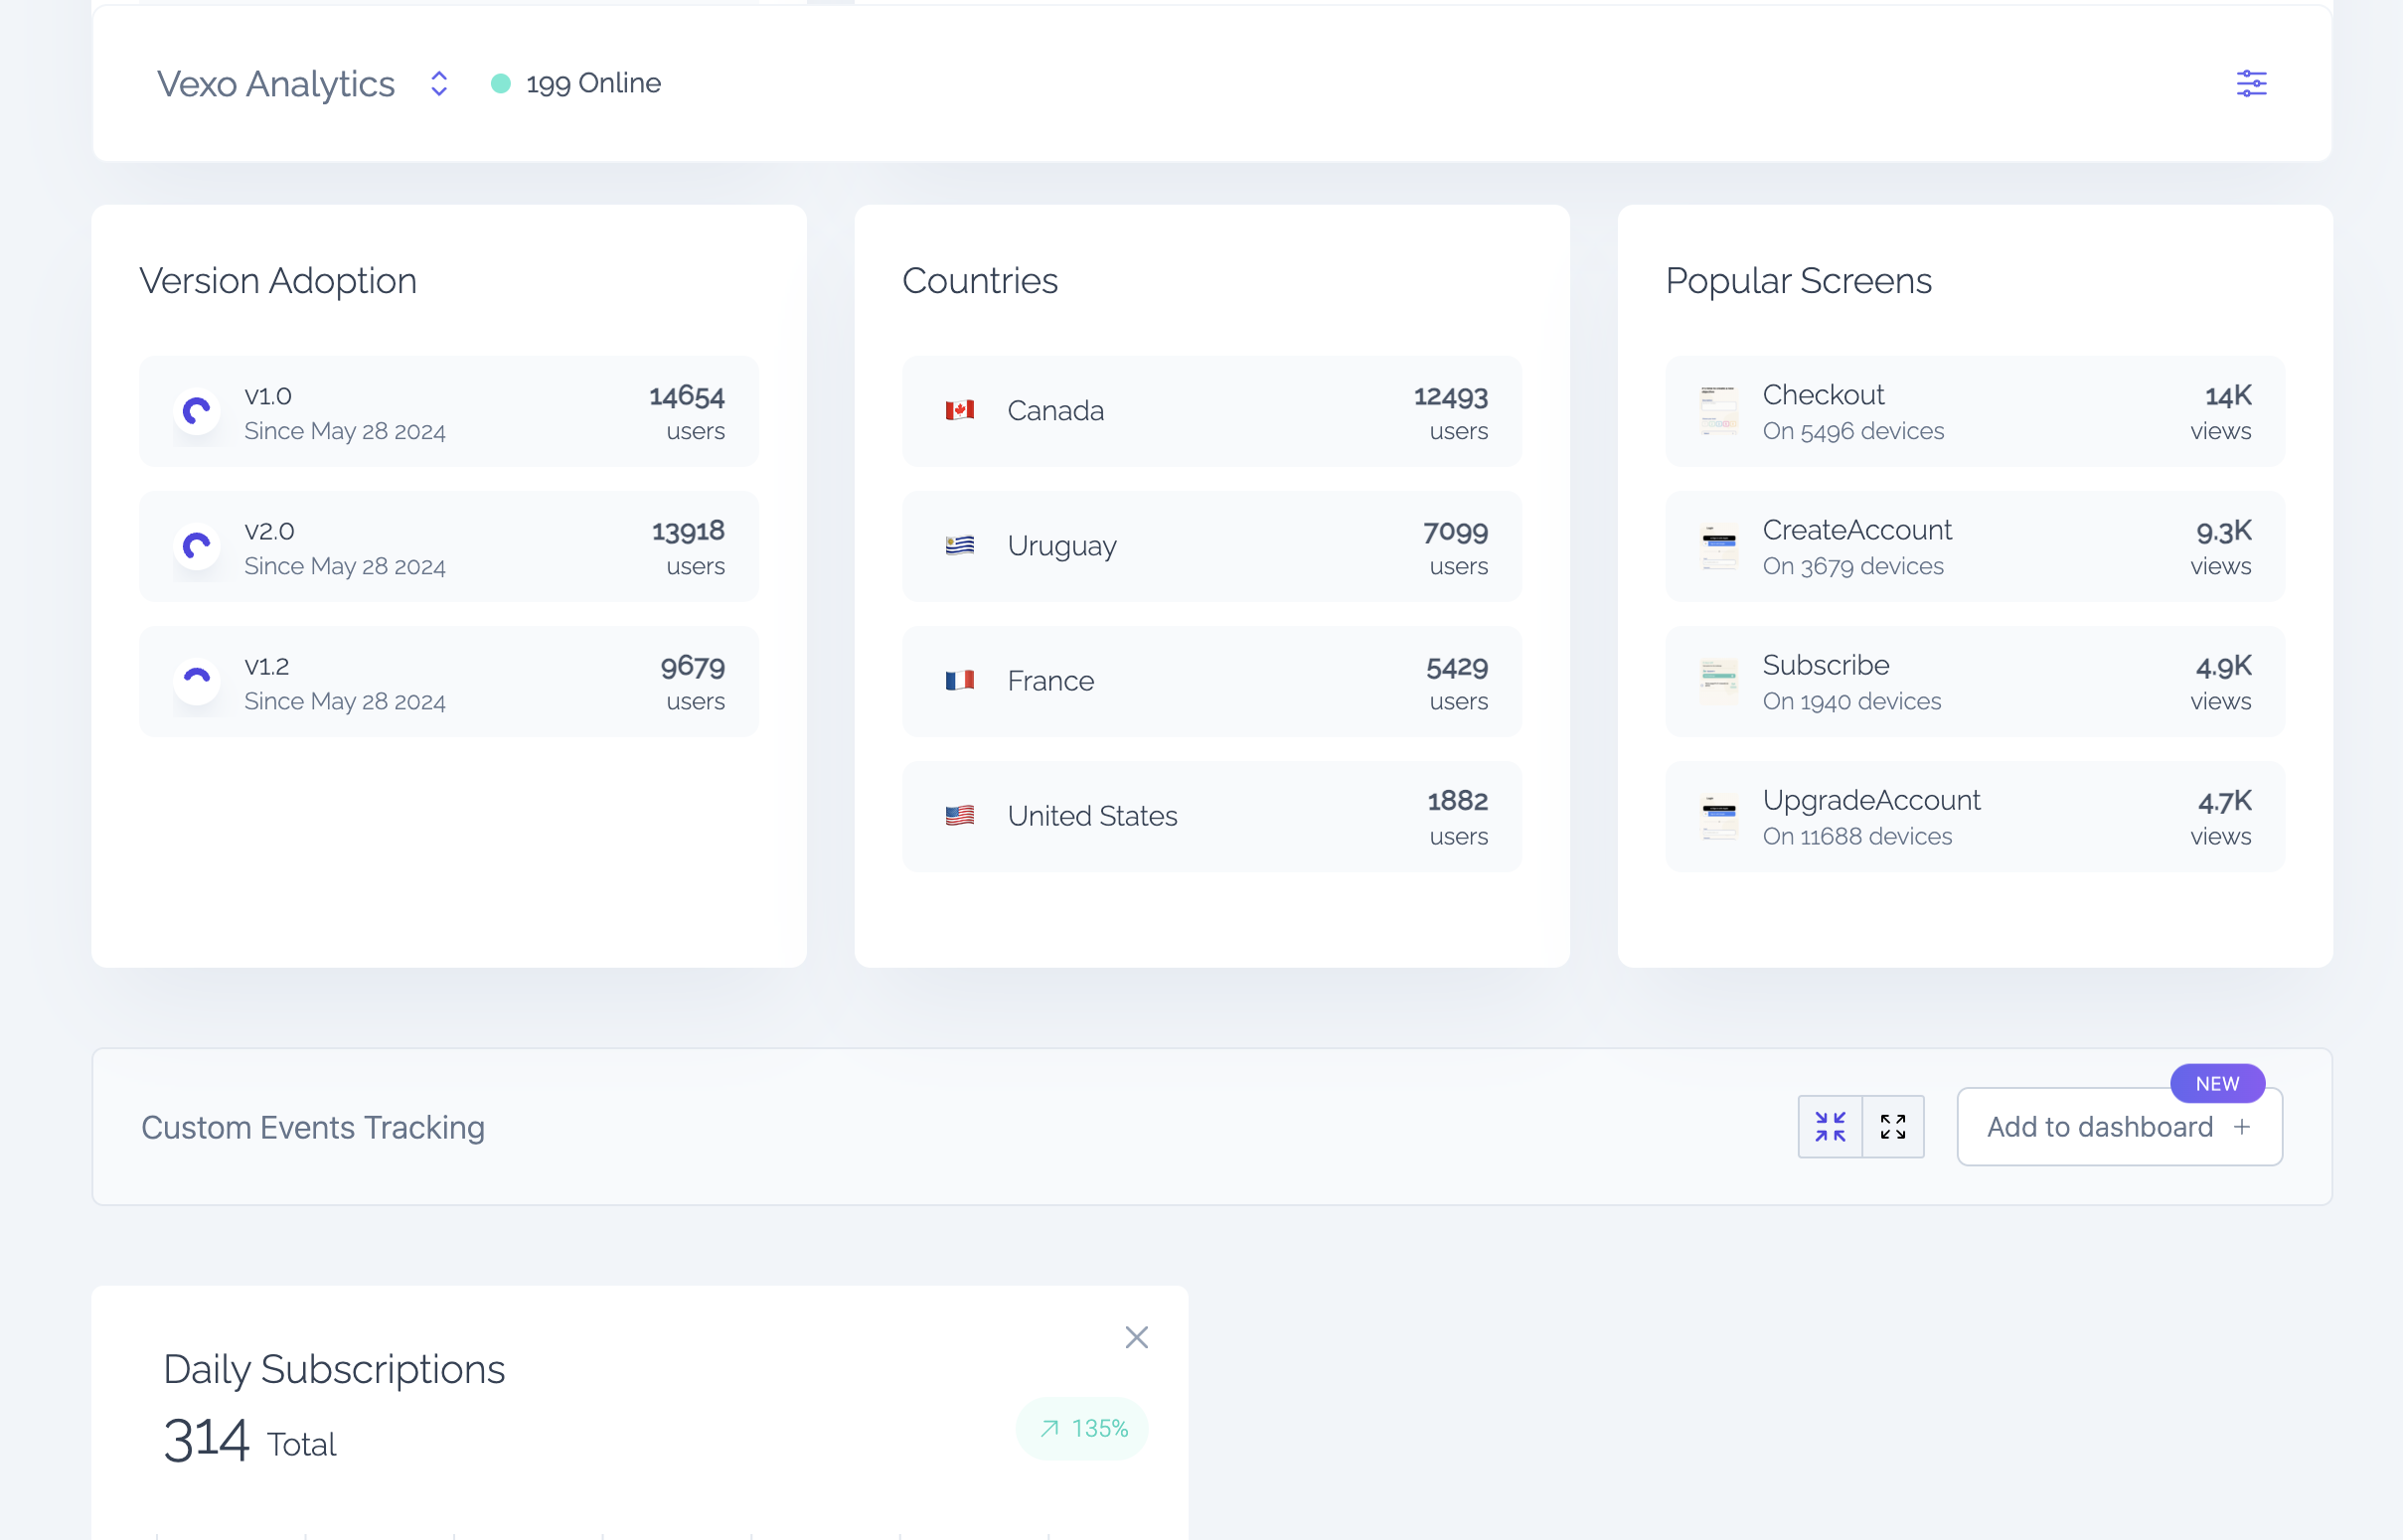 Vexo Analytics
199 Online
Version Adoption
v1.0
Since May 28 2024
14654
users
v2.0
Since May 28 2024
13918
users
v1.2
Since May 28 2024
9679
users
Countries
Canada
12493
users
Uruguay
7099
users
France
5429
users
United States
1882
users
Popular Screens
Checkout
On 5496 devices
14K
views
CreateAccount
On 3679 devices
9.3K
views
Subscribe
On 1940 devices
4.9K
views
UpgradeAccount
On 11688 devices
4.7K
views
Custom Events Tracking
NEW
Add to dashboard +
Daily Subscriptions
314 Total
135%